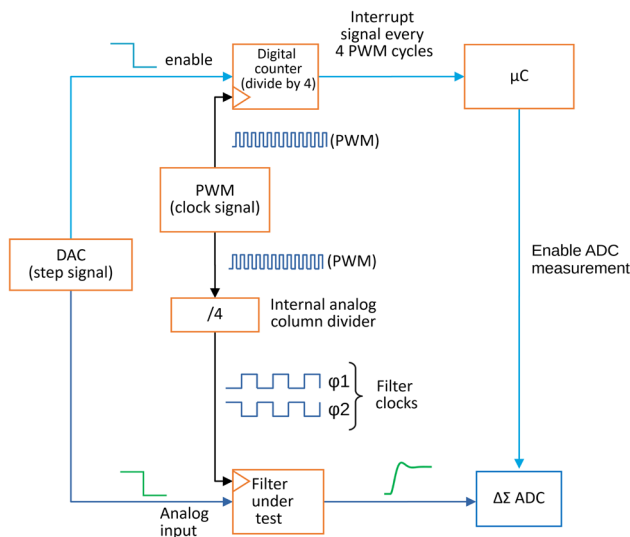 Interrupt
signal every
4 PWM cycles
enable
Digital
counter
(divide by 4)
μC
(PWM)
PWM
(clock signal)
DAC
(step signal)
(PWM)
Enable ADC
measurement
/4
Internal analog
column divider
φ1
φ2
Filter
clocks
Filter
under
test
Analog
input
ΔΣ ADC